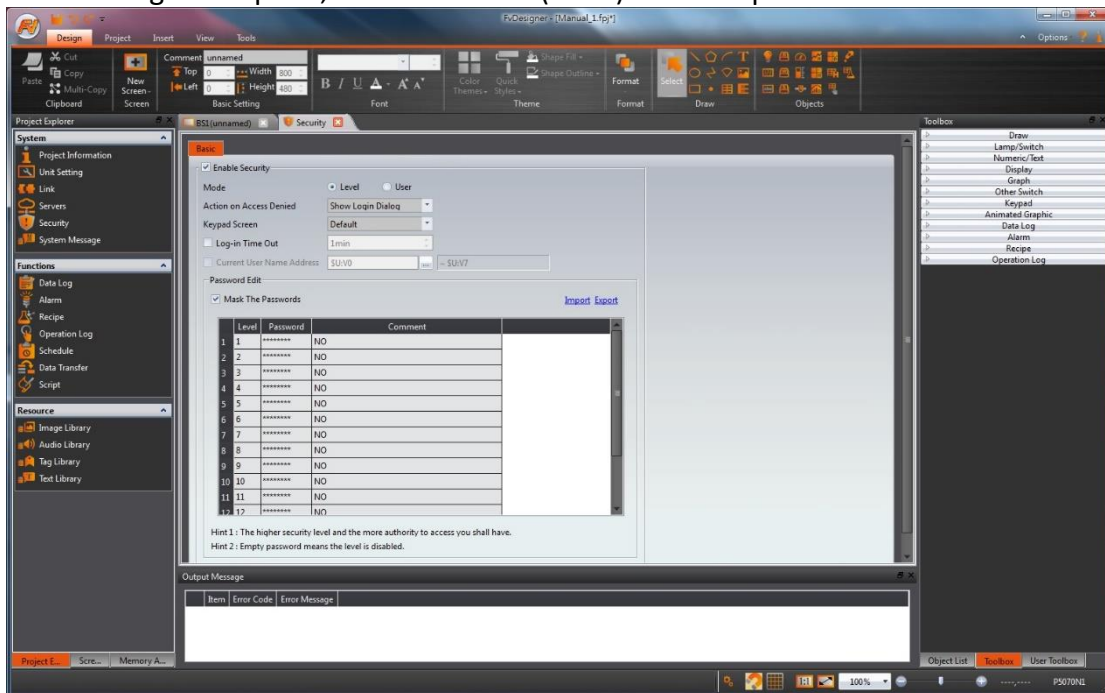 FvDesigner - [Manual_1.fpj*]
Design Project Insert View Tools
Options
Cut
Copy
Multi-Copy
Paste
Clipboard
New Screen
Screen
Comment unnamed
Top 0 Width 800
Left 0 Height 480
Basic Setting
B / U A A A
Font
Color Themes Quick Styles
Shape Fill
Shape Outline
Theme
Format
Format
Select
Draw
Objects
Project Explorer
System
Project Information
Unit Setting
Link
Servers
Security
System Message
Functions
Data Log
Alarm
Recipe
Operation Log
Schedule
Data Transfer
Script
Resource
Image Library
Audio Library
Tag Library
Text Library
Project E... Scre... Memory A...
BS1(unnamed) Security
Basic
Enable Security
Mode Level User
Action on Access Denied Show Login Dialog
Keypad Screen Default
Log-in Time Out 1min
Current User Name Address $U:V0 ... ~ $U:V7
Password Edit
Mask The Passwords Import Export
Level Password Comment
1 1 ******** NO
2 2 ******** NO
3 3 ******** NO
4 4 ******** NO
5 5 ******** NO
6 6 ******** NO
7 7 ******** NO
8 8 ******** NO
9 9 ******** NO
10 10 ******** NO
11 11 ******** NO
12 12 ******** NO
Hint 1 : The higher security level and the more authority to access you shall have.
Hint 2 : Empty password means the level is disabled.
Output Message
Item Error Code Error Message
Toolbox
Draw
Lamp/Switch
Numeric/Text
Display
Graph
Other Switch
Keypad
Animated Graphic
Data Log
Alarm
Recipe
Operation Log
Object List Toolbox User Toolbox
1:1 100% ----,---- P5070N1